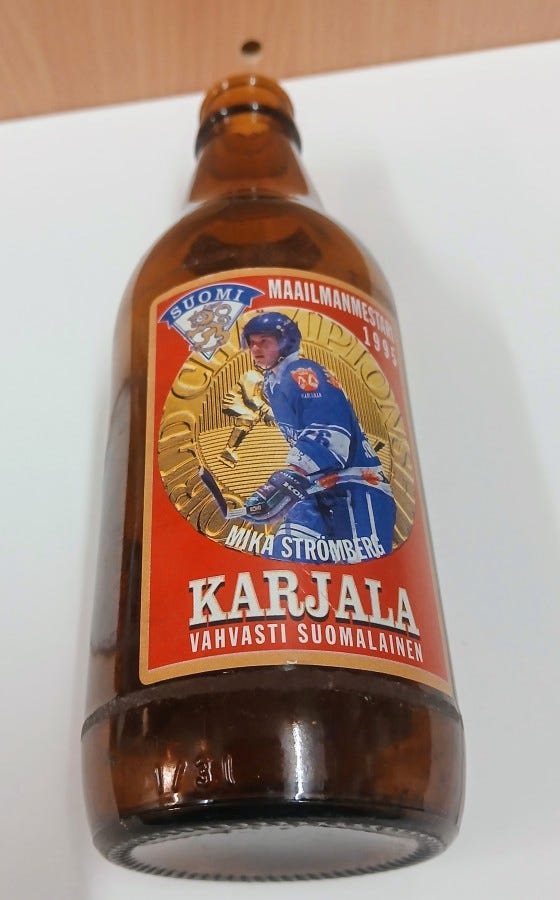 SUOMI
MAAILMANMESTARI
1995
MIKA STRÖMBERG
KARJALA
VAHVASTI SUOMALAINEN